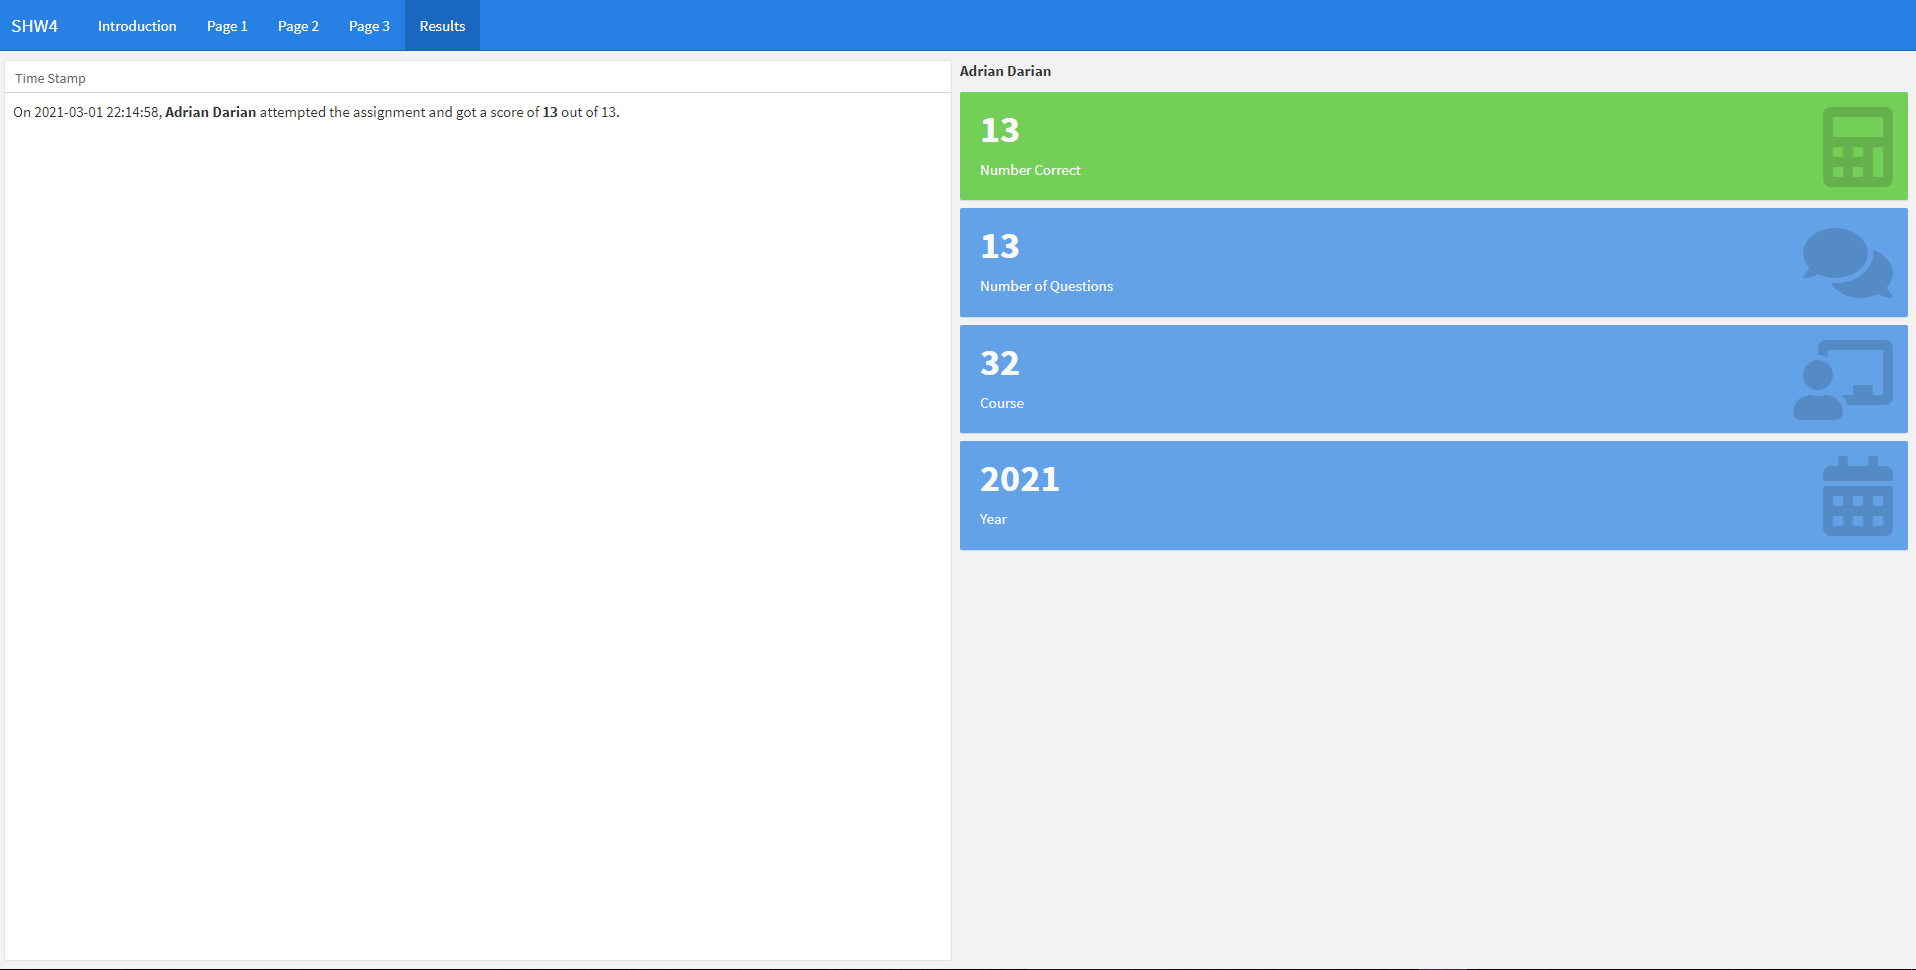 SHW4 Introduction Page 1 Page 2 Page 3 Results
Time Stamp
On 2021-03-01 22:14:58, Adrian Darian attempted the assignment and got a score of 13 out of 13.
Adrian Darian
13
Number Correct
13
Number of Questions
32
Course
2021
Year